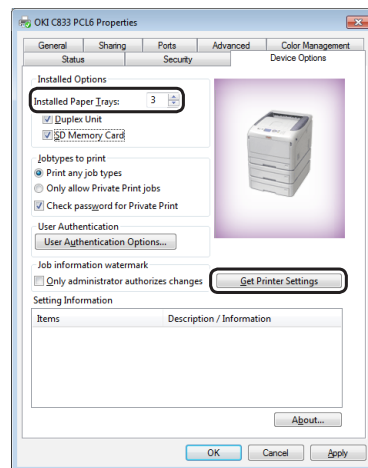 OKI C833 PCL6 Properties
General Sharing Ports Advanced Color Management
Status Security Device Options
Installed Options
Installed Paper Trays: 3
Duplex Unit
SD Memory Card
Jobtypes to print
Print any job types
Only allow Private Print jobs
Check password for Private Print
User Authentication
User Authentication Options...
Job information watermark
Only administrator authorizes changes Get Printer Settings
Setting Information
Items Description / Information
About...
OK Cancel Apply